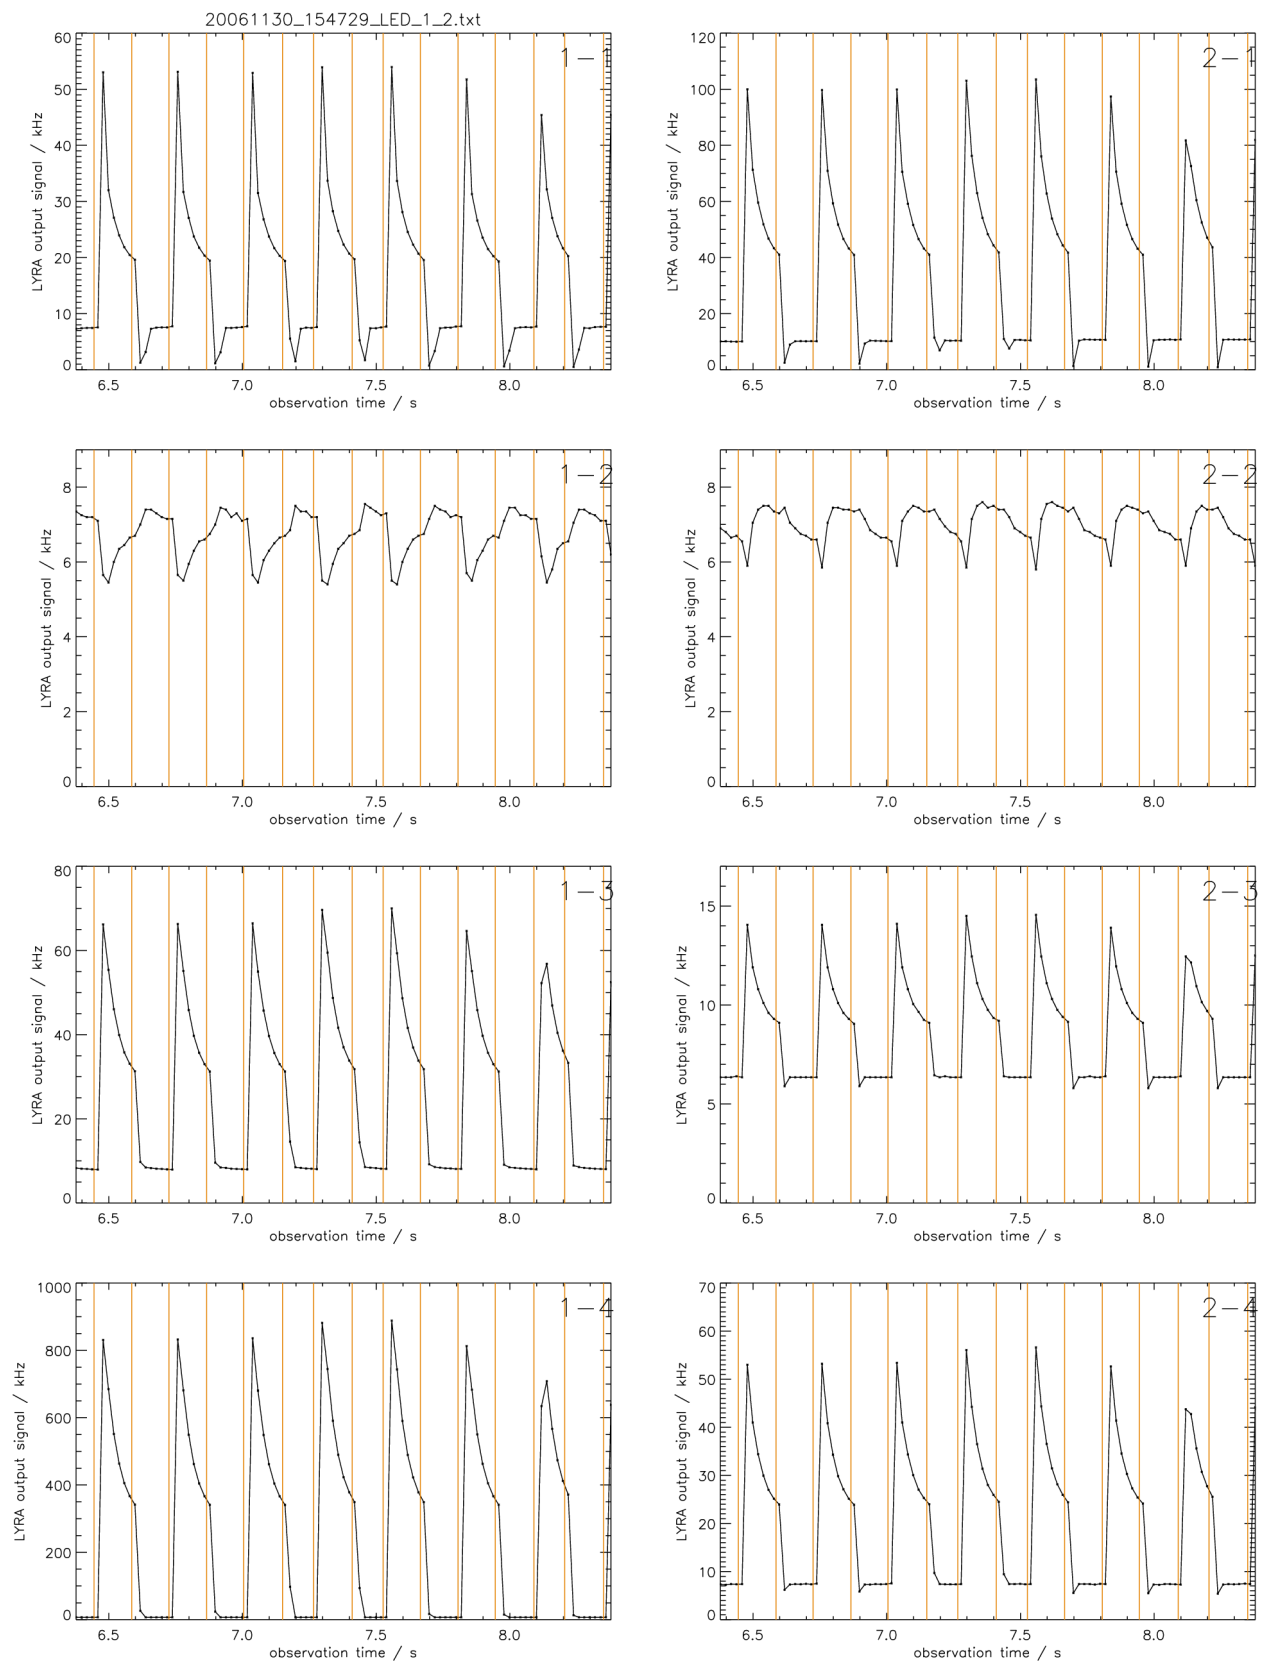 20061130_154729_LED_1_2.txt
1-1
60
50
40
30
20
10
0
LYRA output signal / kHz
6.5 7.0 7.5 8.0
observation time / s
2-1
120
100
80
60
40
20
0
LYRA output signal / kHz
6.5 7.0 7.5 8.0
observation time / s
1-2
8
6
4
2
0
LYRA output signal / kHz
6.5 7.0 7.5 8.0
observation time / s
2-2
8
6
4
2
0
LYRA output signal / kHz
6.5 7.0 7.5 8.0
observation time / s
1-3
80
60
40
20
0
LYRA output signal / kHz
6.5 7.0 7.5 8.0
observation time / s
2-3
15
10
5
0
LYRA output signal / kHz
6.5 7.0 7.5 8.0
observation time / s
1-4
1000
800
600
400
200
0
LYRA output signal / kHz
6.5 7.0 7.5 8.0
observation time / s
2-4
70
60
50
40
30
20
10
0
LYRA output signal / kHz
6.5 7.0 7.5 8.0
observation time / s